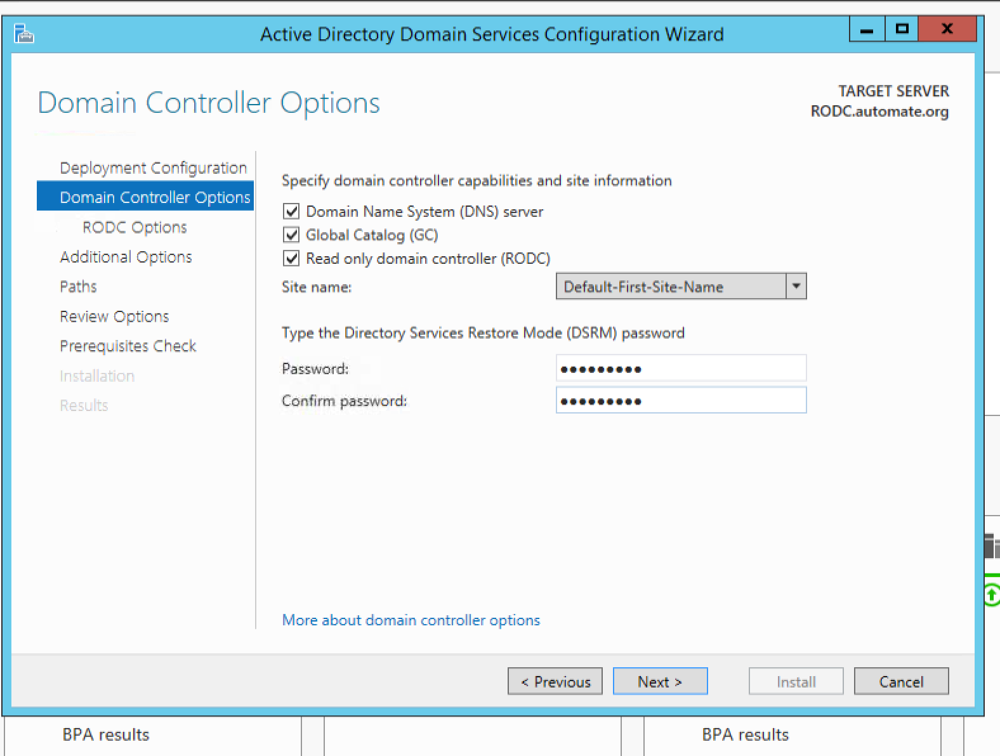 Active Directory Domain Services Configuration Wizard
Domain Controller Options
TARGET SERVER
RODC.automate.org
Deployment Configuration
Domain Controller Options
RODC Options
Additional Options
Paths
Review Options
Prerequisites Check
Installation
Results
Specify domain controller capabilities and site information
Domain Name System (DNS) server
Global Catalog (GC)
Read only domain controller (RODC)
Site name: Default-First-Site-Name
Type the Directory Services Restore Mode (DSRM) password
Password: •••••••••
Confirm password: •••••••••
More about domain controller options
< Previous Next > Install Cancel
BPA results BPA results